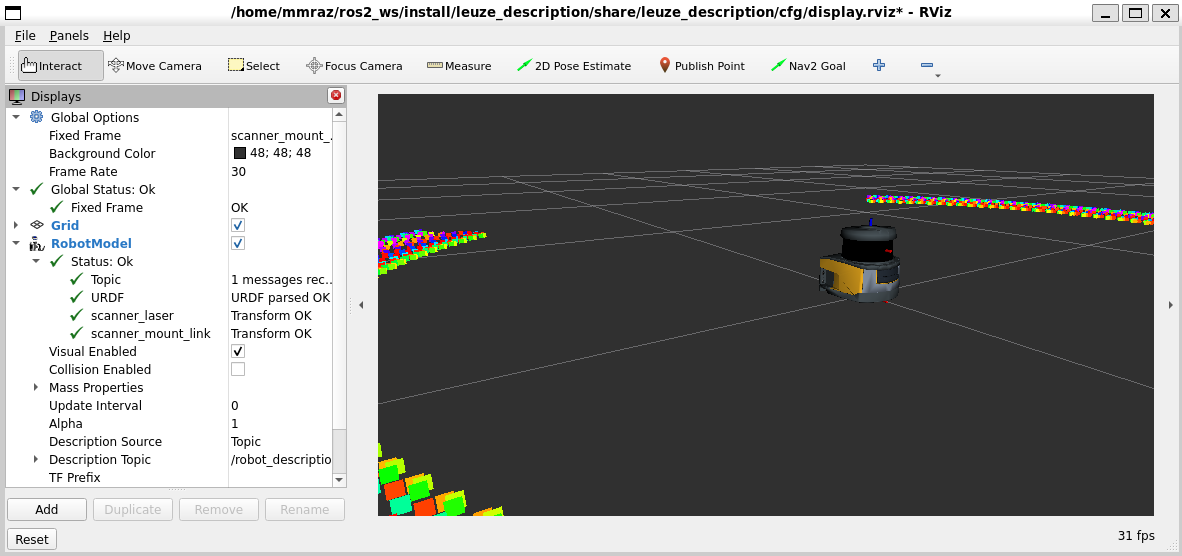 /home/mmraz/ros2_ws/install/leuze_description/share/leuze_description/cfg/display.rviz* - RViz
File Panels Help
Interact Move Camera Select Focus Camera Measure 2D Pose Estimate Publish Point Nav2 Goal
Displays
Global Options
Fixed Frame scanner_mount_...
Background Color 48; 48; 48
Frame Rate 30
Global Status: Ok
Fixed Frame OK
Grid
RobotModel
Status: Ok
Topic 1 messages rec...
URDF URDF parsed OK
scanner_laser Transform OK
scanner_mount_link Transform OK
Visual Enabled
Collision Enabled
Mass Properties
Update Interval 0
Alpha 1
Description Source Topic
Description Topic /robot_descriptio
TF Prefix
Add Duplicate Remove Rename
Reset
31 fps